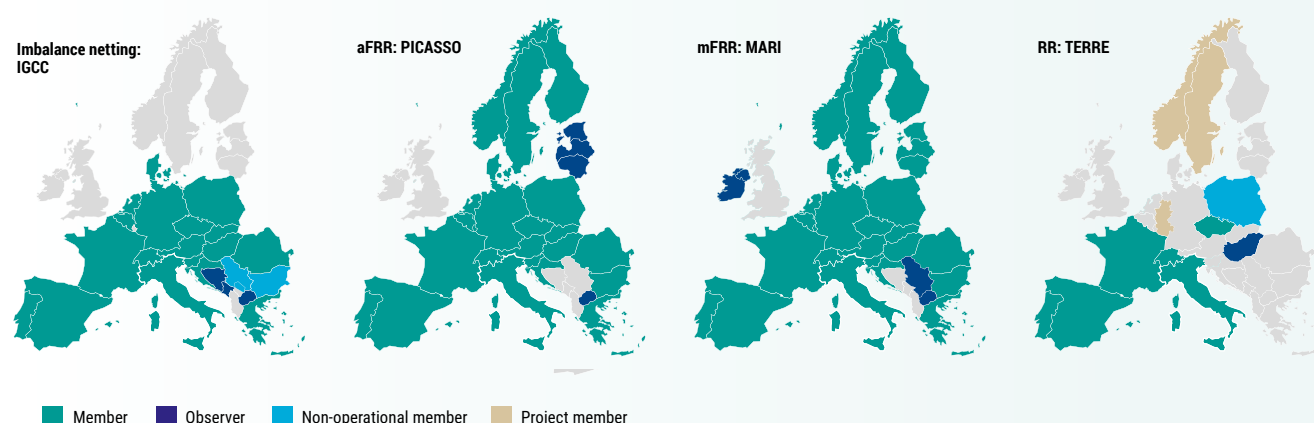 Imbalance netting:
IGCC
aFRR: PICASSO
mFRR: MARI
RR: TERRE
Member
Observer
Non-operational member
Project member